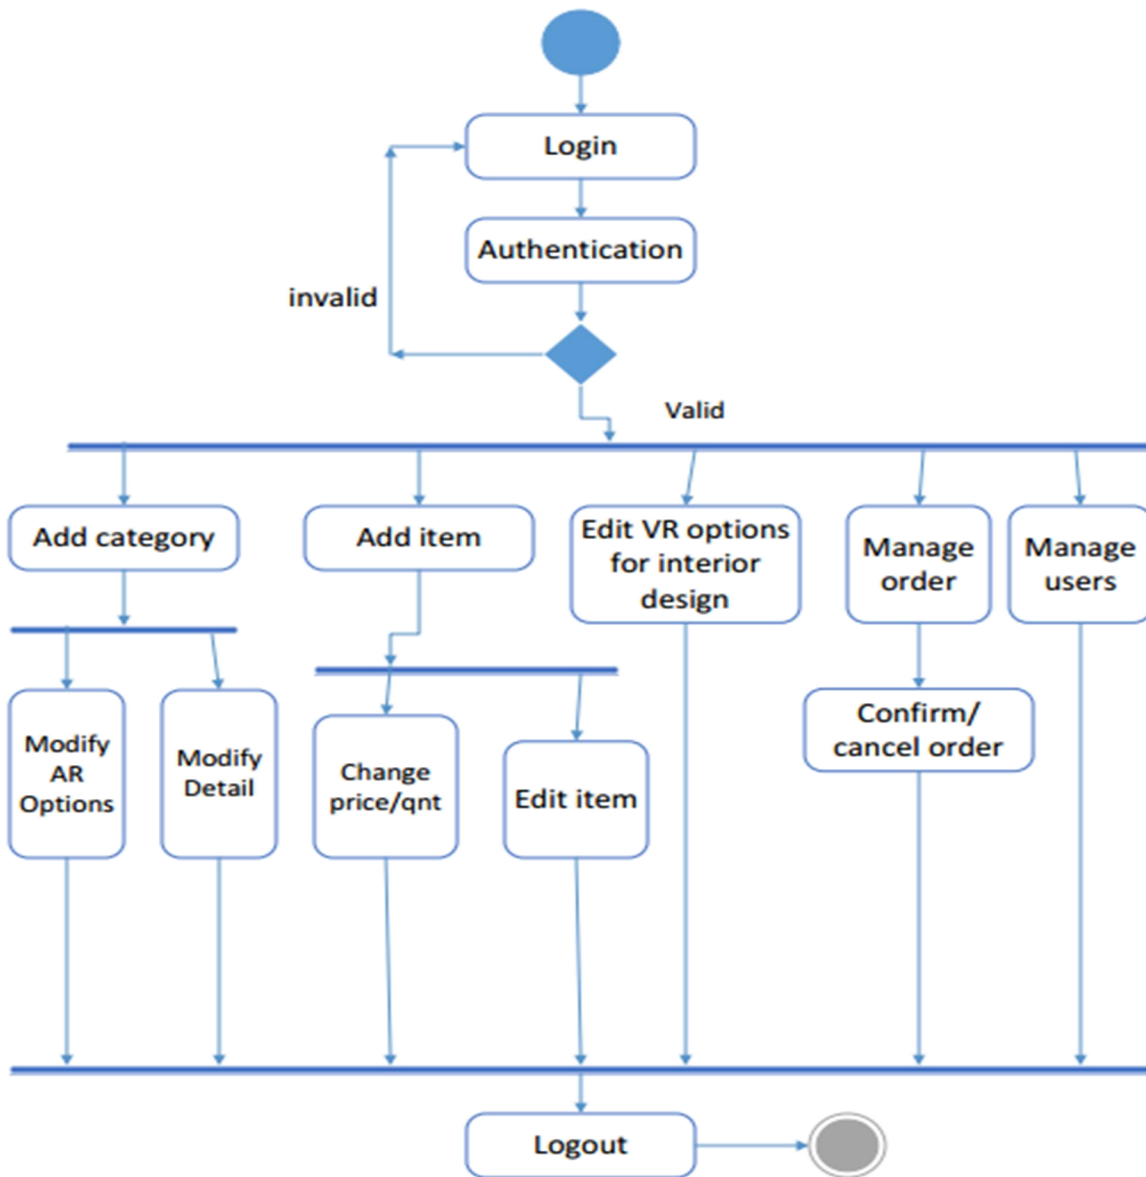 Login
Authentication
invalid
Valid
Add category
Add item
Edit VR options
for interior
design
Manage
order
Manage
users
Modify
AR
Options
Modify
Detail
Change
price/qnt
Edit item
Confirm/
cancel order
Logout